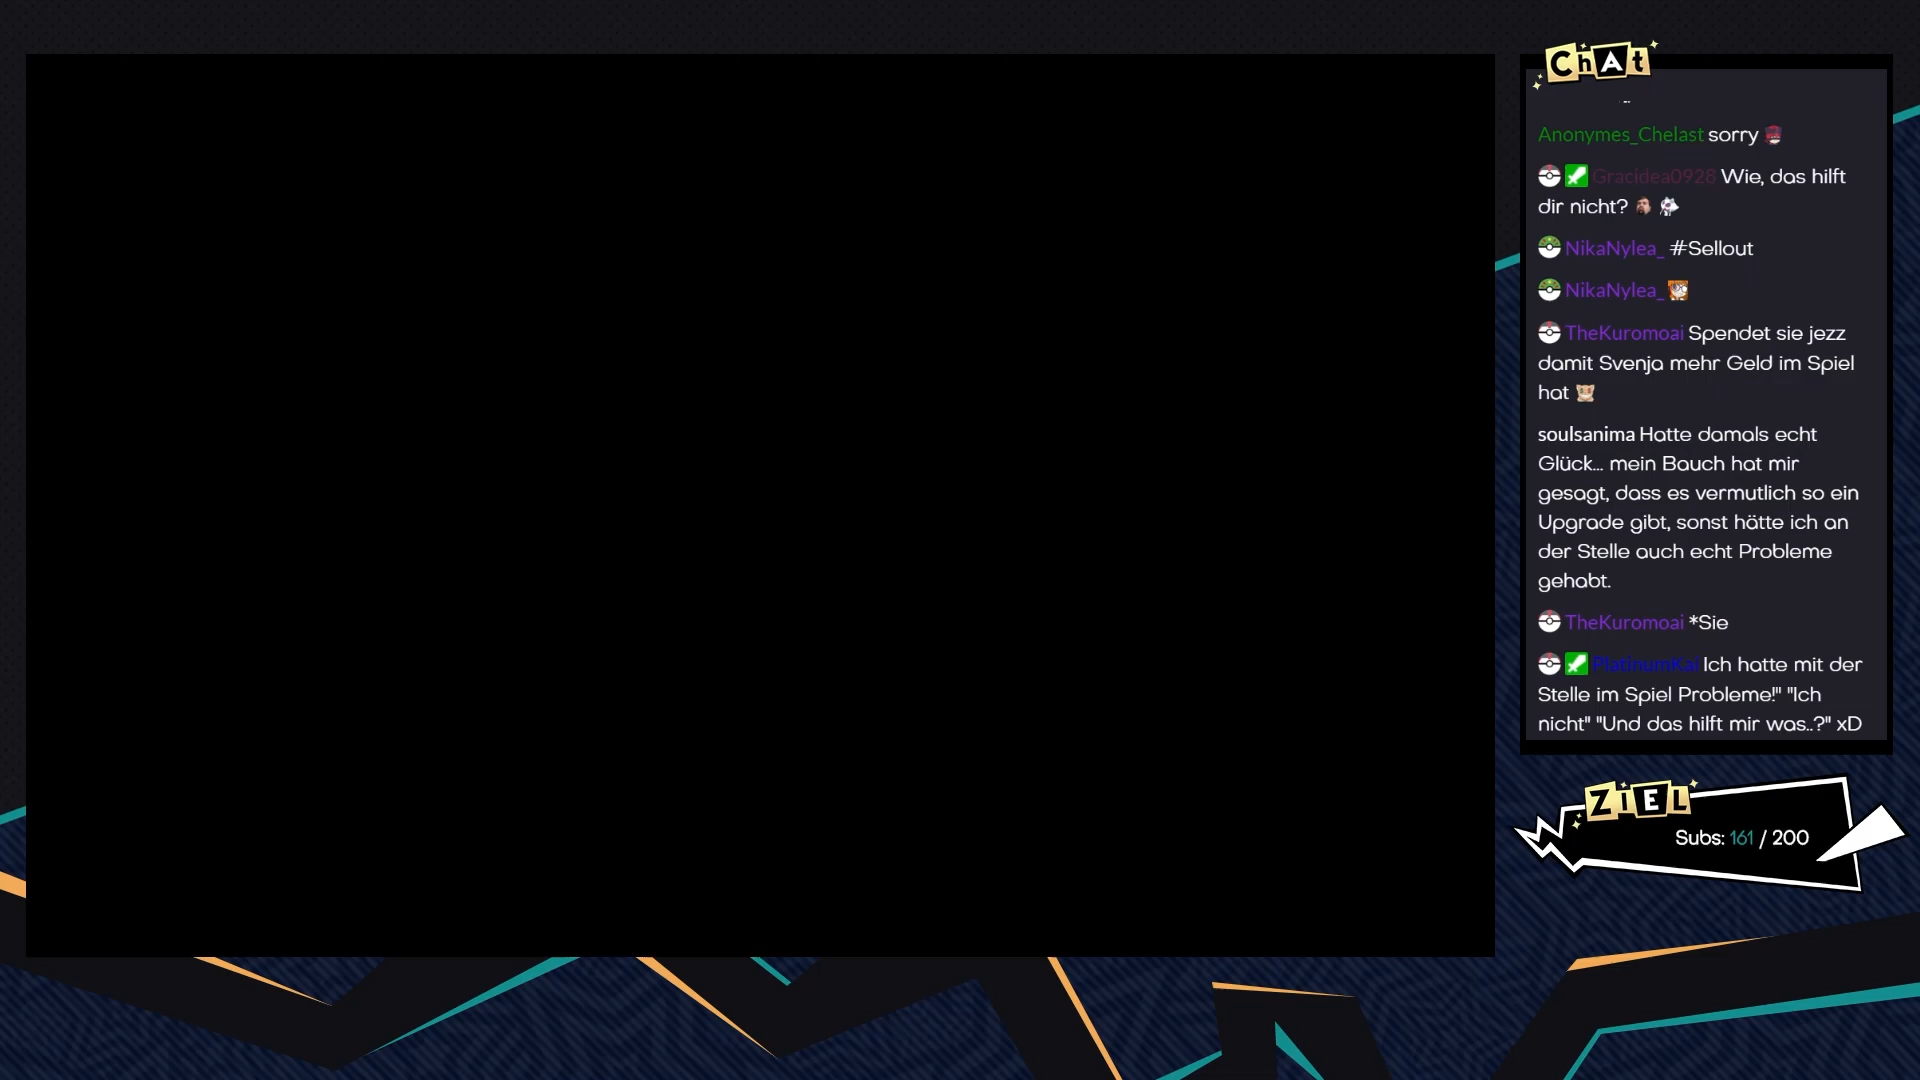 ChAt
Anonymes_Chelast sorry
Gracidea0928 Wie, das hilft
dir nicht?
NikaNylea_ #Sellout
NikaNylea_
TheKuromoai Spendet sie jezz
damit Svenja mehr Geld im Spiel
hat
soulsanima Hatte damals echt
Glück... mein Bauch hat mir
gesagt, dass es vermutlich so ein
Upgrade gibt, sonst hätte ich an
der Stelle auch echt Probleme
gehabt.
TheKuromoai *Sie
PlatinumKai Ich hatte mit der
Stelle im Spiel Probleme!" "Ich
nicht" "Und das hilft mir was..?" xD
ZIEL
Subs: 161 / 200